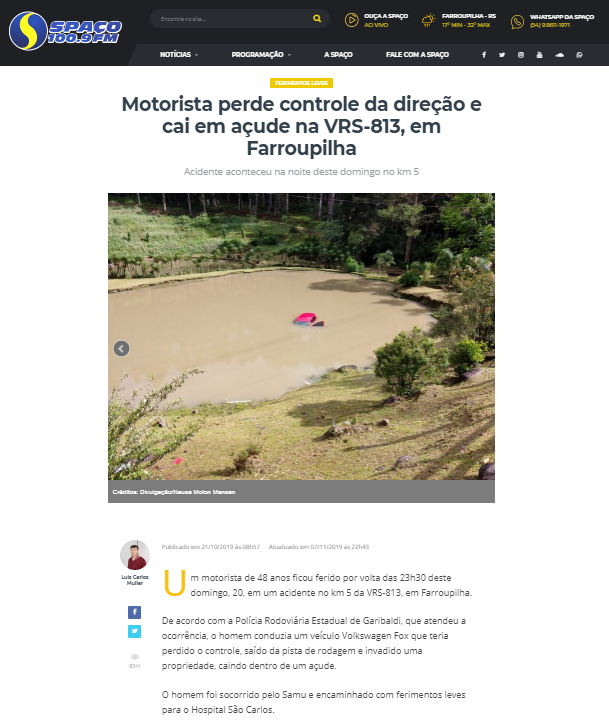 SPACO
100.9 FM
Encontre no site...
OUÇA A SPAÇO
AO VIVO
FARROUPILHA - RS
17º MIN - 32º MAX
WHATSAPP DA SPAÇO
(54) 9.9611-1971
NOTÍCIAS
PROGRAMAÇÃO
A SPAÇO
FALE COM A SPAÇO
FERIMENTOS LEVES
Motorista perde controle da direção e
cai em açude na VRS-813, em
Farroupilha
Acidente aconteceu na noite deste domingo no km 5
Créditos: Divulgação/Neusa Molon Mansan
Luis Carlos
Muller
8341
Publicado em 21/10/2019 às 08h57 Atualizado em 07/11/2019 às 22h43
Um motorista de 48 anos ficou ferido por volta das 23h30 deste
domingo, 20, em um acidente no km 5 da VRS-813, em Farroupilha.
De acordo com a Polícia Rodoviária Estadual de Garibaldi, que atendeu a
ocorrência, o homem conduzia um veículo Volkswagen Fox que teria
perdido o controle, saído da pista de rodagem e invadido uma
propriedade, caindo dentro de um açude.
O homem foi socorrido pelo Samu e encaminhado com ferimentos leves
para o Hospital São Carlos.